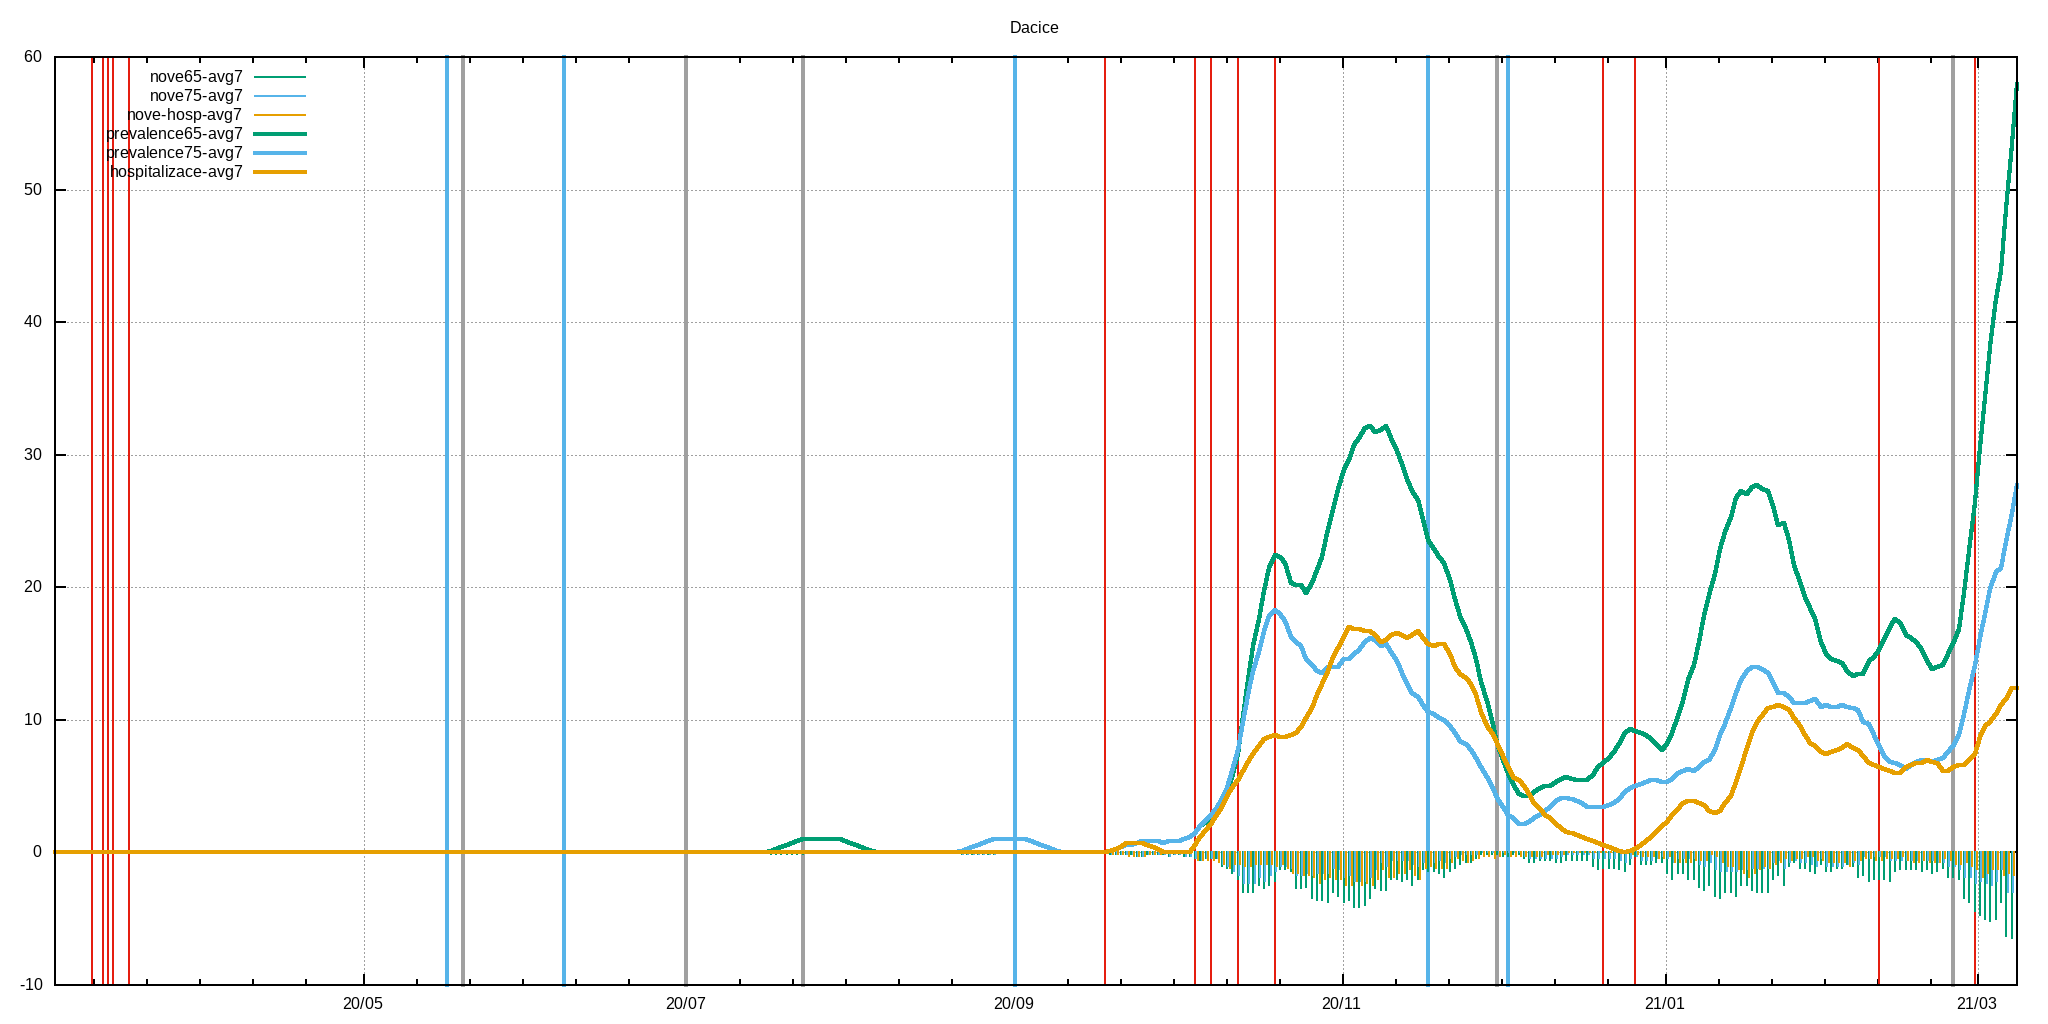 Dacice
60
50
40
30
20
10
0
-10
nove65-avg7
nove75-avg7
nove-hosp-avg7
prevalence65-avg7
prevalence75-avg7
hospitalizace-avg7
20/05 20/07 20/09 20/11 21/01 21/03